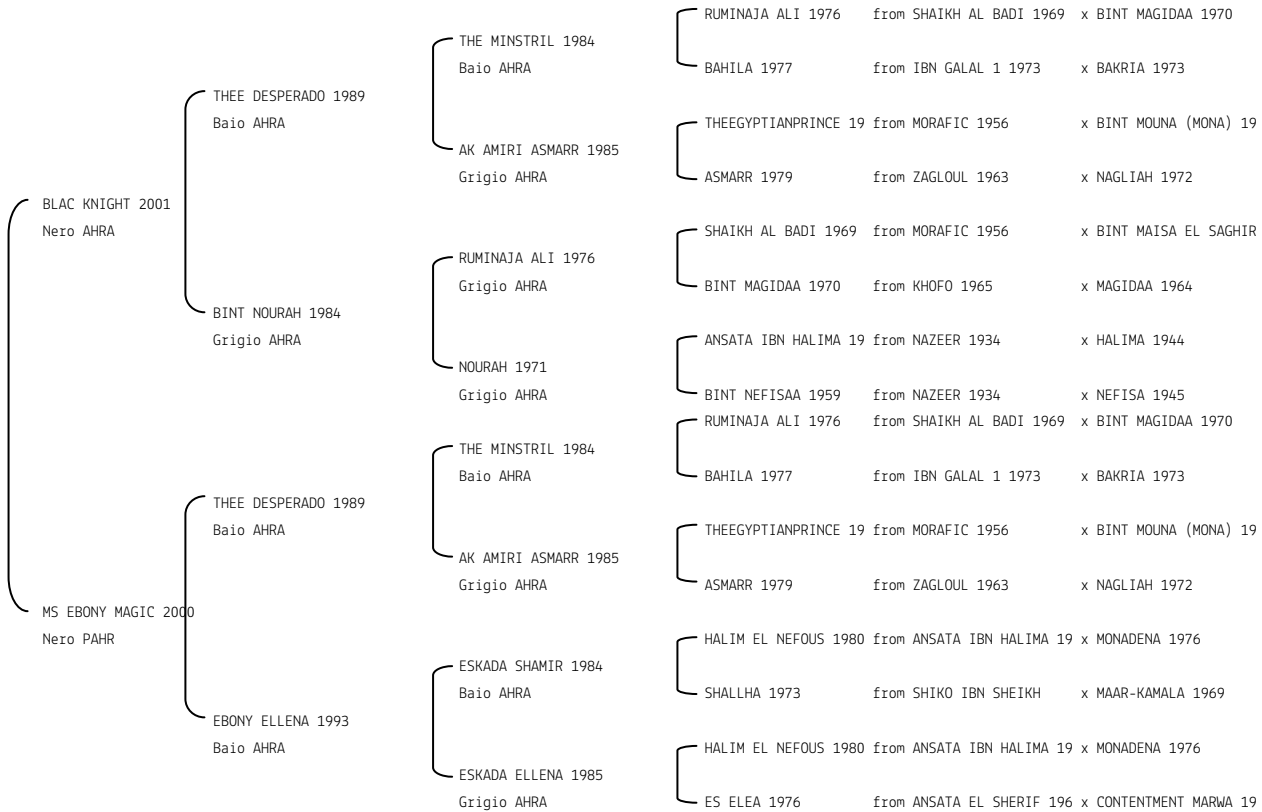 RUMINAJA ALI 1976 from SHAIKH AL BADI 1969 x BINT MAGIDAA 1970
THE MINSTRIL 1984
Baio AHRA
BAHILA 1977 from IBN GALAL 1 1973 x BAKRIA 1973
THEE DESPERADO 1989
Baio AHRA
THEEGYPTIANPRINCE 19 from MORAFIC 1956 x BINT MOUNA (MONA) 19
AK AMIRI ASMARR 1985
Grigio AHRA
ASMARR 1979 from ZAGLOUL 1963 x NAGLIAH 1972
BLAC KNIGHT 2001
Nero AHRA
SHAIKH AL BADI 1969 from MORAFIC 1956 x BINT MAISA EL SAGHIR
RUMINAJA ALI 1976
Grigio AHRA
BINT MAGIDAA 1970 from KHOFO 1965 x MAGIDAA 1964
BINT NOURAH 1984
Grigio AHRA
ANSATA IBN HALIMA 19 from NAZEER 1934 x HALIMA 1944
NOURAH 1971
Grigio AHRA
BINT NEFISAA 1959 from NAZEER 1934 x NEFISA 1945
RUMINAJA ALI 1976 from SHAIKH AL BADI 1969 x BINT MAGIDAA 1970
THE MINSTRIL 1984
Baio AHRA
BAHILA 1977 from IBN GALAL 1 1973 x BAKRIA 1973
THEE DESPERADO 1989
Baio AHRA
THEEGYPTIANPRINCE 19 from MORAFIC 1956 x BINT MOUNA (MONA) 19
AK AMIRI ASMARR 1985
Grigio AHRA
ASMARR 1979 from ZAGLOUL 1963 x NAGLIAH 1972
MS EBONY MAGIC 2000
Nero PAHR
HALIM EL NEFOUS 1980 from ANSATA IBN HALIMA 19 x MONADENA 1976
ESKADA SHAMIR 1984
Baio AHRA
SHALLHA 1973 from SHIKO IBN SHEIKH x MAAR-KAMALA 1969
EBONY ELLENA 1993
Baio AHRA
HALIM EL NEFOUS 1980 from ANSATA IBN HALIMA 19 x MONADENA 1976
ESKADA ELLENA 1985
Grigio AHRA
ES ELEA 1976 from ANSATA EL SHERIF 196 x CONTENTMENT MARWA 19